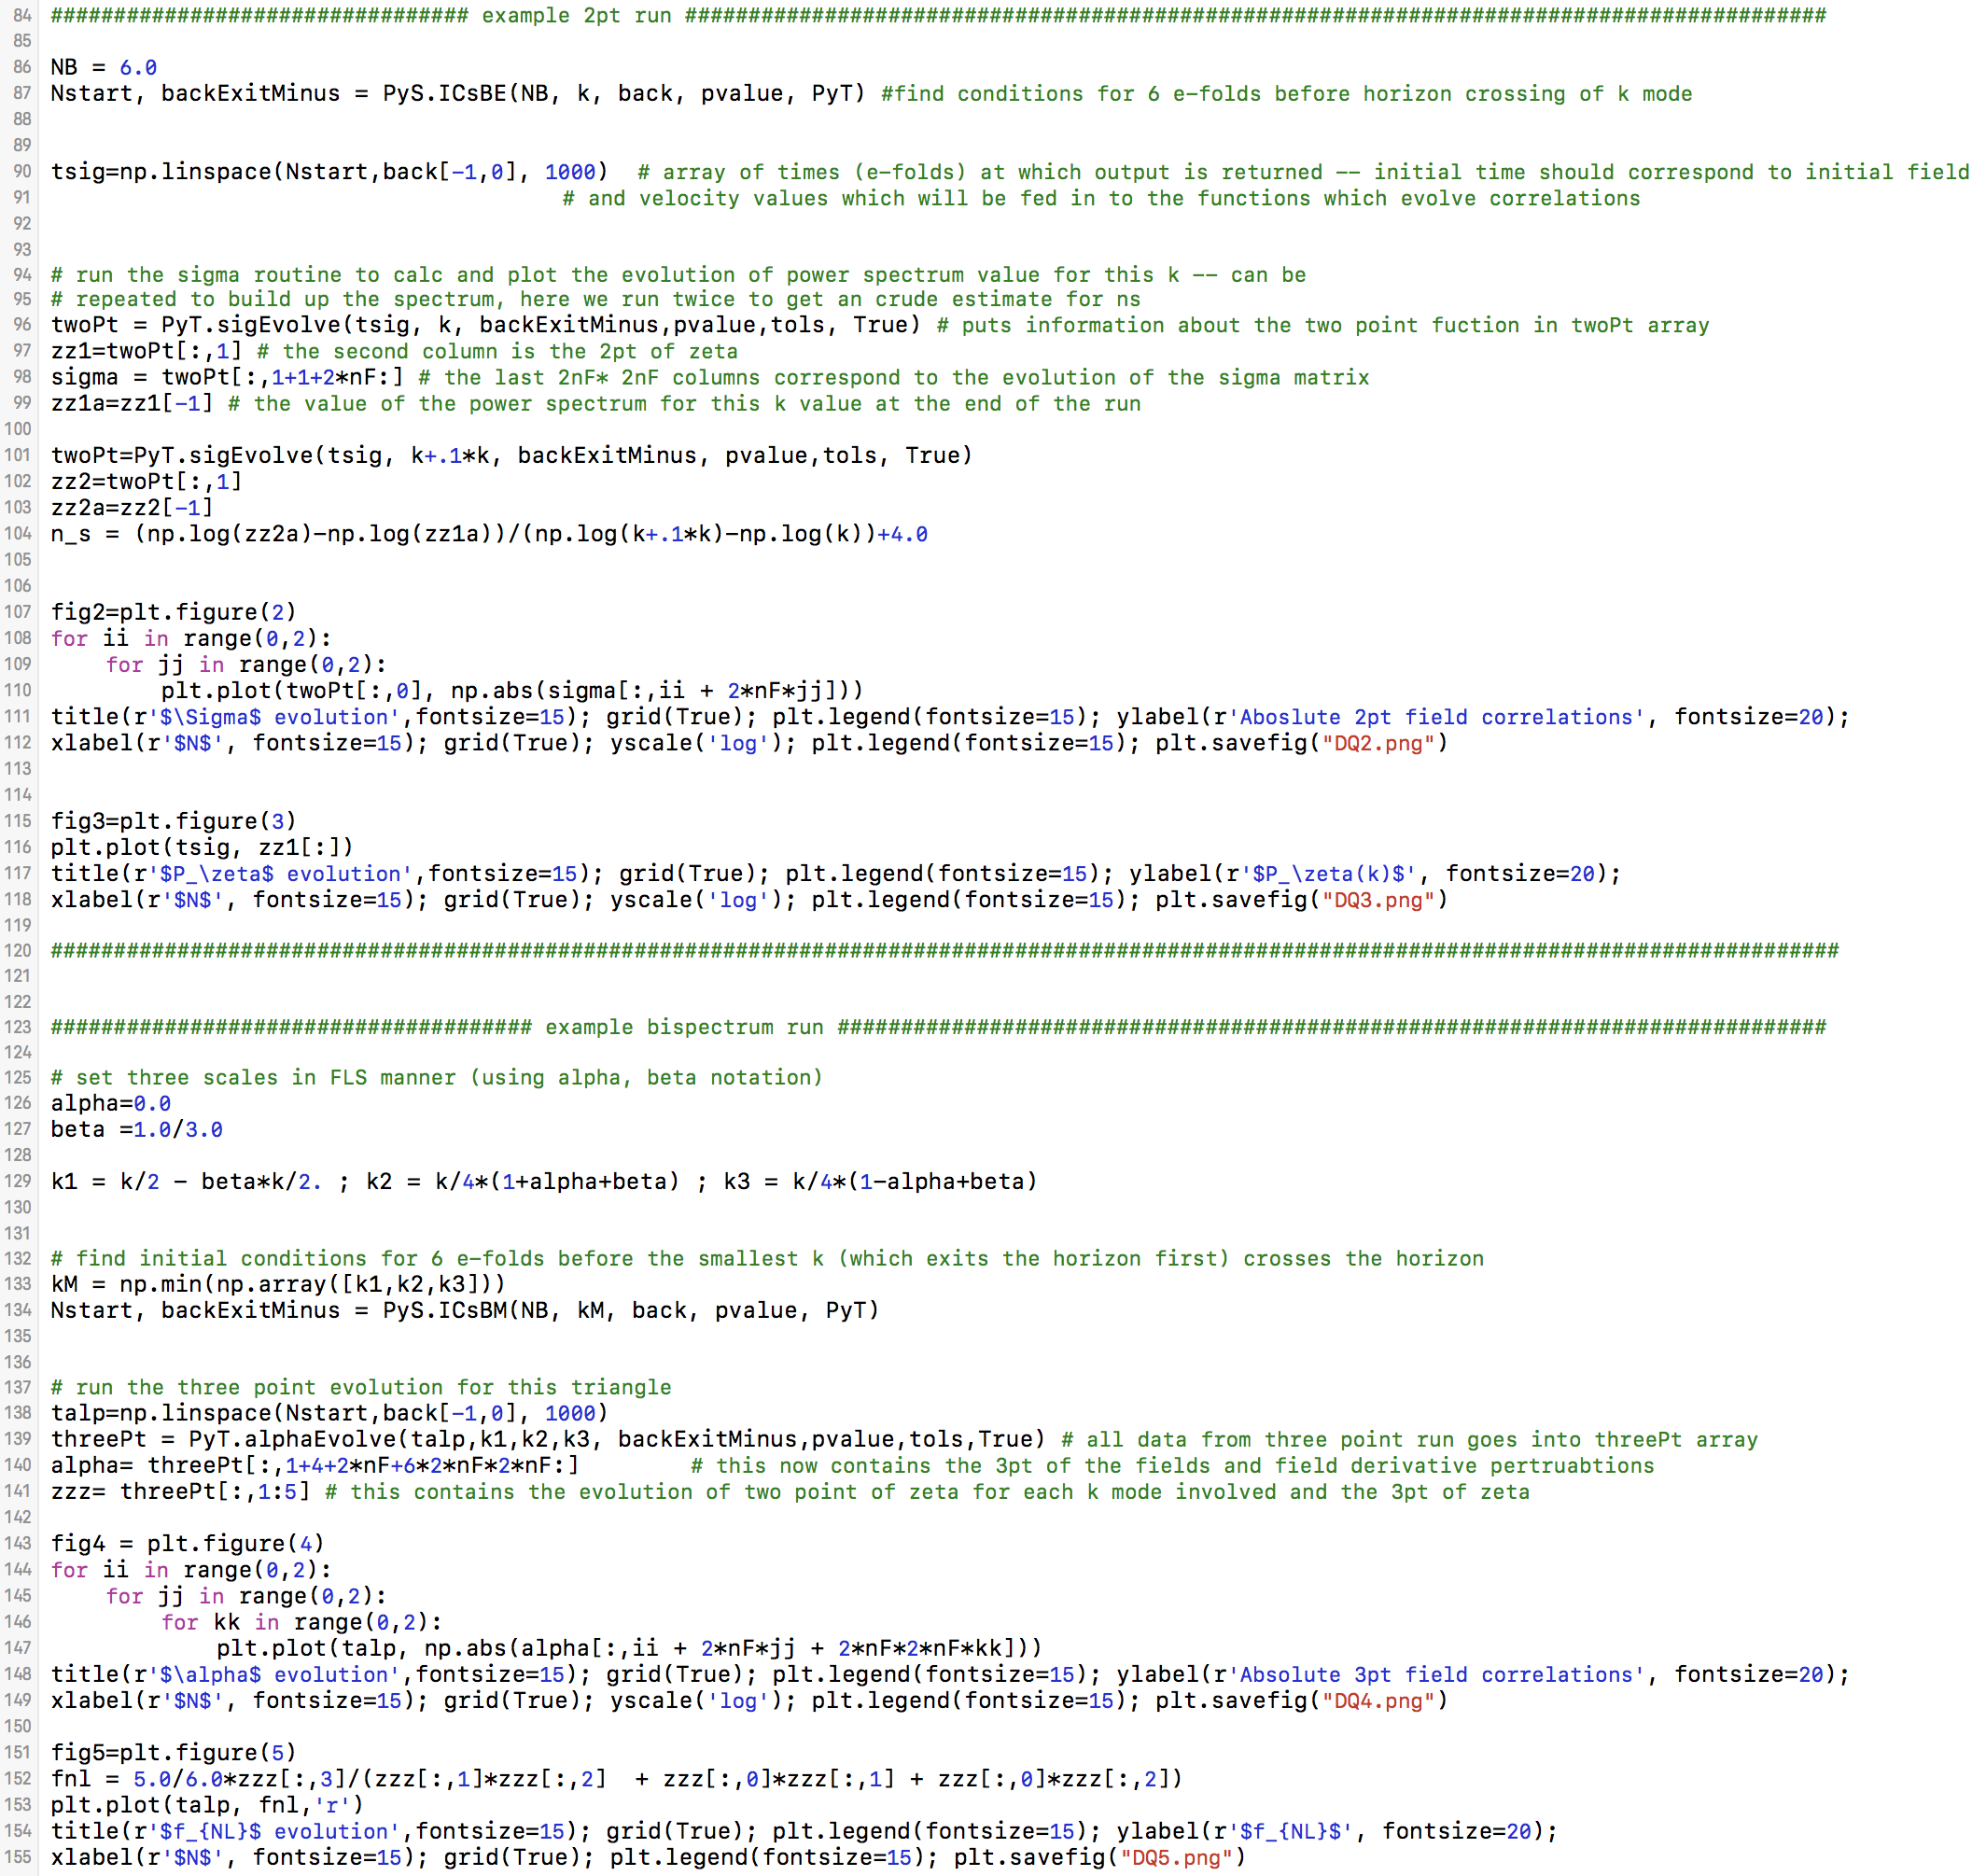 84 ################################# example 2pt run ##########################################################################################
85
86 NB = 6.0
87 Nstart, backExitMinus = PyS.ICsBE(NB, k, back, pvalue, PyT) #find conditions for 6 e-folds before horizon crossing of k mode
88
89
90 tsig=np.linspace(Nstart,back[-1,0], 1000)  # array of times (e-folds) at which output is returned -- initial time should correspond to initial field
91 # and velocity values which will be fed in to the functions which evolve correlations
92
93
94 # run the sigma routine to calc and plot the evolution of power spectrum value for this k -- can be
95 # repeated to build up the spectrum, here we run twice to get an crude estimate for ns
96 twoPt = PyT.sigEvolve(tsig, k, backExitMinus,pvalue,tols, True) # puts information about the two point fuction in twoPt array
97 zz1=twoPt[:,1] # the second column is the 2pt of zeta
98 sigma = twoPt[:,1+1+2*nF:] # the last 2nF* 2nF columns correspond to the evolution of the sigma matrix
99 zz1a=zz1[-1] # the value of the power spectrum for this k value at the end of the run
100
101 twoPt=PyT.sigEvolve(tsig, k+.1*k, backExitMinus, pvalue,tols, True)
102 zz2=twoPt[:,1]
103 zz2a=zz2[-1]
104 n_s = (np.log(zz2a)-np.log(zz1a))/(np.log(k+.1*k)-np.log(k))+4.0
105
106
107 fig2=plt.figure(2)
108 for ii in range(0,2):
109     for jj in range(0,2):
110         plt.plot(twoPt[:,0], np.abs(sigma[:,ii + 2*nF*jj]))
111 title(r'$\Sigma$ evolution',fontsize=15); grid(True); plt.legend(fontsize=15); ylabel(r'Aboslute 2pt field correlations', fontsize=20);
112 xlabel(r'$N$', fontsize=15); grid(True); yscale('log'); plt.legend(fontsize=15); plt.savefig("DQ2.png")
113
114
115 fig3=plt.figure(3)
116 plt.plot(tsig, zz1[:])
117 title(r'$P_\zeta$ evolution',fontsize=15); grid(True); plt.legend(fontsize=15); ylabel(r'$P_\zeta(k)$', fontsize=20);
118 xlabel(r'$N$', fontsize=15); grid(True); yscale('log'); plt.legend(fontsize=15); plt.savefig("DQ3.png")
119
120 #############################################################################################################################################
121
122
123 ###################################### example bispectrum run ##############################################################################
124
125 # set three scales in FLS manner (using alpha, beta notation)
126 alpha=0.0
127 beta =1.0/3.0
128
129 k1 = k/2 - beta*k/2. ; k2 = k/4*(1+alpha+beta) ; k3 = k/4*(1-alpha+beta)
130
131
132 # find initial conditions for 6 e-folds before the smallest k (which exits the horizon first) crosses the horizon
133 kM = np.min(np.array([k1,k2,k3]))
134 Nstart, backExitMinus = PyS.ICsBM(NB, kM, back, pvalue, PyT)
135
136
137 # run the three point evolution for this triangle
138 talp=np.linspace(Nstart,back[-1,0], 1000)
139 threePt = PyT.alphaEvolve(talp,k1,k2,k3, backExitMinus,pvalue,tols,True) # all data from three point run goes into threePt array
140 alpha= threePt[:,1+4+2*nF+6*2*nF*2*nF:]         # this now contains the 3pt of the fields and field derivative pertruabtions
141 zzz= threePt[:,1:5] # this contains the evolution of two point of zeta for each k mode involved and the 3pt of zeta
142
143 fig4 = plt.figure(4)
144 for ii in range(0,2):
145     for jj in range(0,2):
146         for kk in range(0,2):
147             plt.plot(talp, np.abs(alpha[:,ii + 2*nF*jj + 2*nF*2*nF*kk]))
148 title(r'$\alpha$ evolution',fontsize=15); grid(True); plt.legend(fontsize=15); ylabel(r'Absolute 3pt field correlations', fontsize=20);
149 xlabel(r'$N$', fontsize=15); grid(True); yscale('log'); plt.legend(fontsize=15); plt.savefig("DQ4.png")
150
151 fig5=plt.figure(5)
152 fnl = 5.0/6.0*zzz[:,3]/(zzz[:,1]*zzz[:,2]  + zzz[:,0]*zzz[:,1] + zzz[:,0]*zzz[:,2])
153 plt.plot(talp, fnl,'r')
154 title(r'$f_{NL}$ evolution',fontsize=15); grid(True); plt.legend(fontsize=15); ylabel(r'$f_{NL}$', fontsize=20);
155 xlabel(r'$N$', fontsize=15); grid(True); plt.legend(fontsize=15); plt.savefig("DQ5.png")